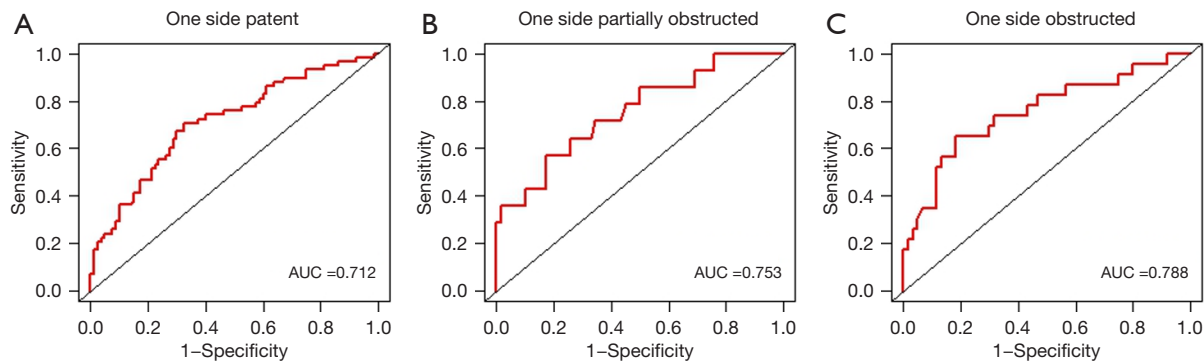 A
One side patent
1.0
0.8
0.6
0.4
0.2
0.0
Sensitivity
AUC =0.712
0.0 0.2 0.4 0.6 0.8 1.0
1–Specificity
B
One side partially obstructed
1.0
0.8
0.6
0.4
0.2
0.0
Sensitivity
AUC =0.753
0.0 0.2 0.4 0.6 0.8 1.0
1–Specificity
C
One side obstructed
1.0
0.8
0.6
0.4
0.2
0.0
Sensitivity
AUC =0.788
0.0 0.2 0.4 0.6 0.8 1.0
1–Specificity